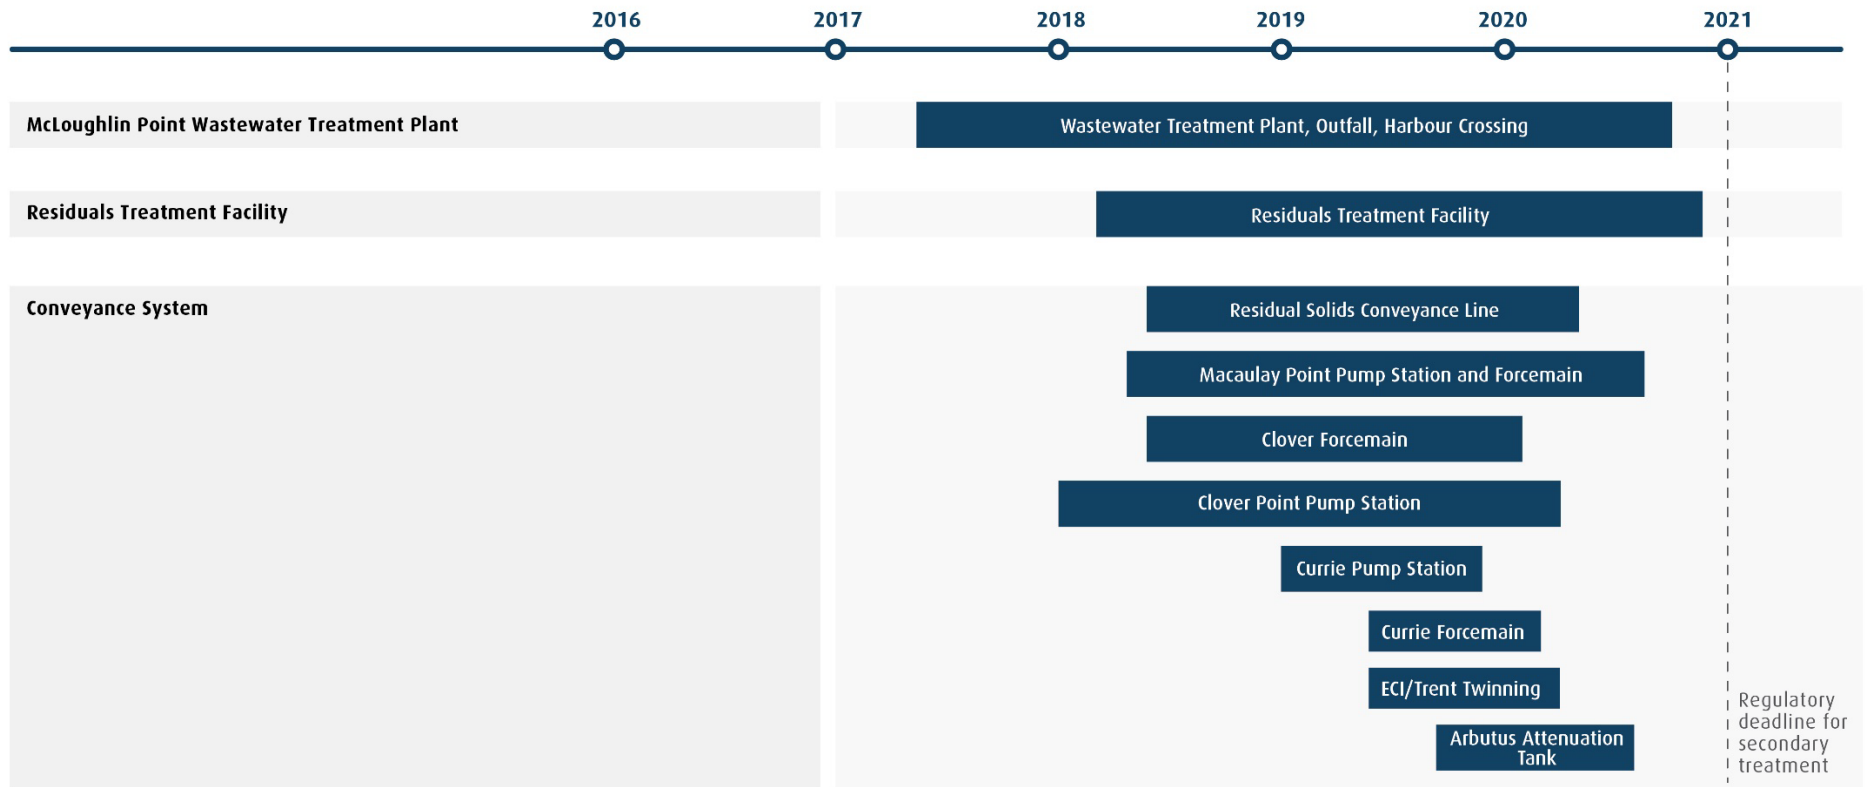 2016 2017 2018 2019 2020 2021
McLoughlin Point Wastewater Treatment Plant
Wastewater Treatment Plant, Outfall, Harbour Crossing
Residuals Treatment Facility
Residuals Treatment Facility
Conveyance System
Residual Solids Conveyance Line
Macaulay Point Pump Station and Forcemain
Clover Forcemain
Clover Point Pump Station
Currie Pump Station
Currie Forcemain
ECI/Trent Twinning
Arbutus Attenuation
Tank
Regulatory
deadline for
secondary
treatment